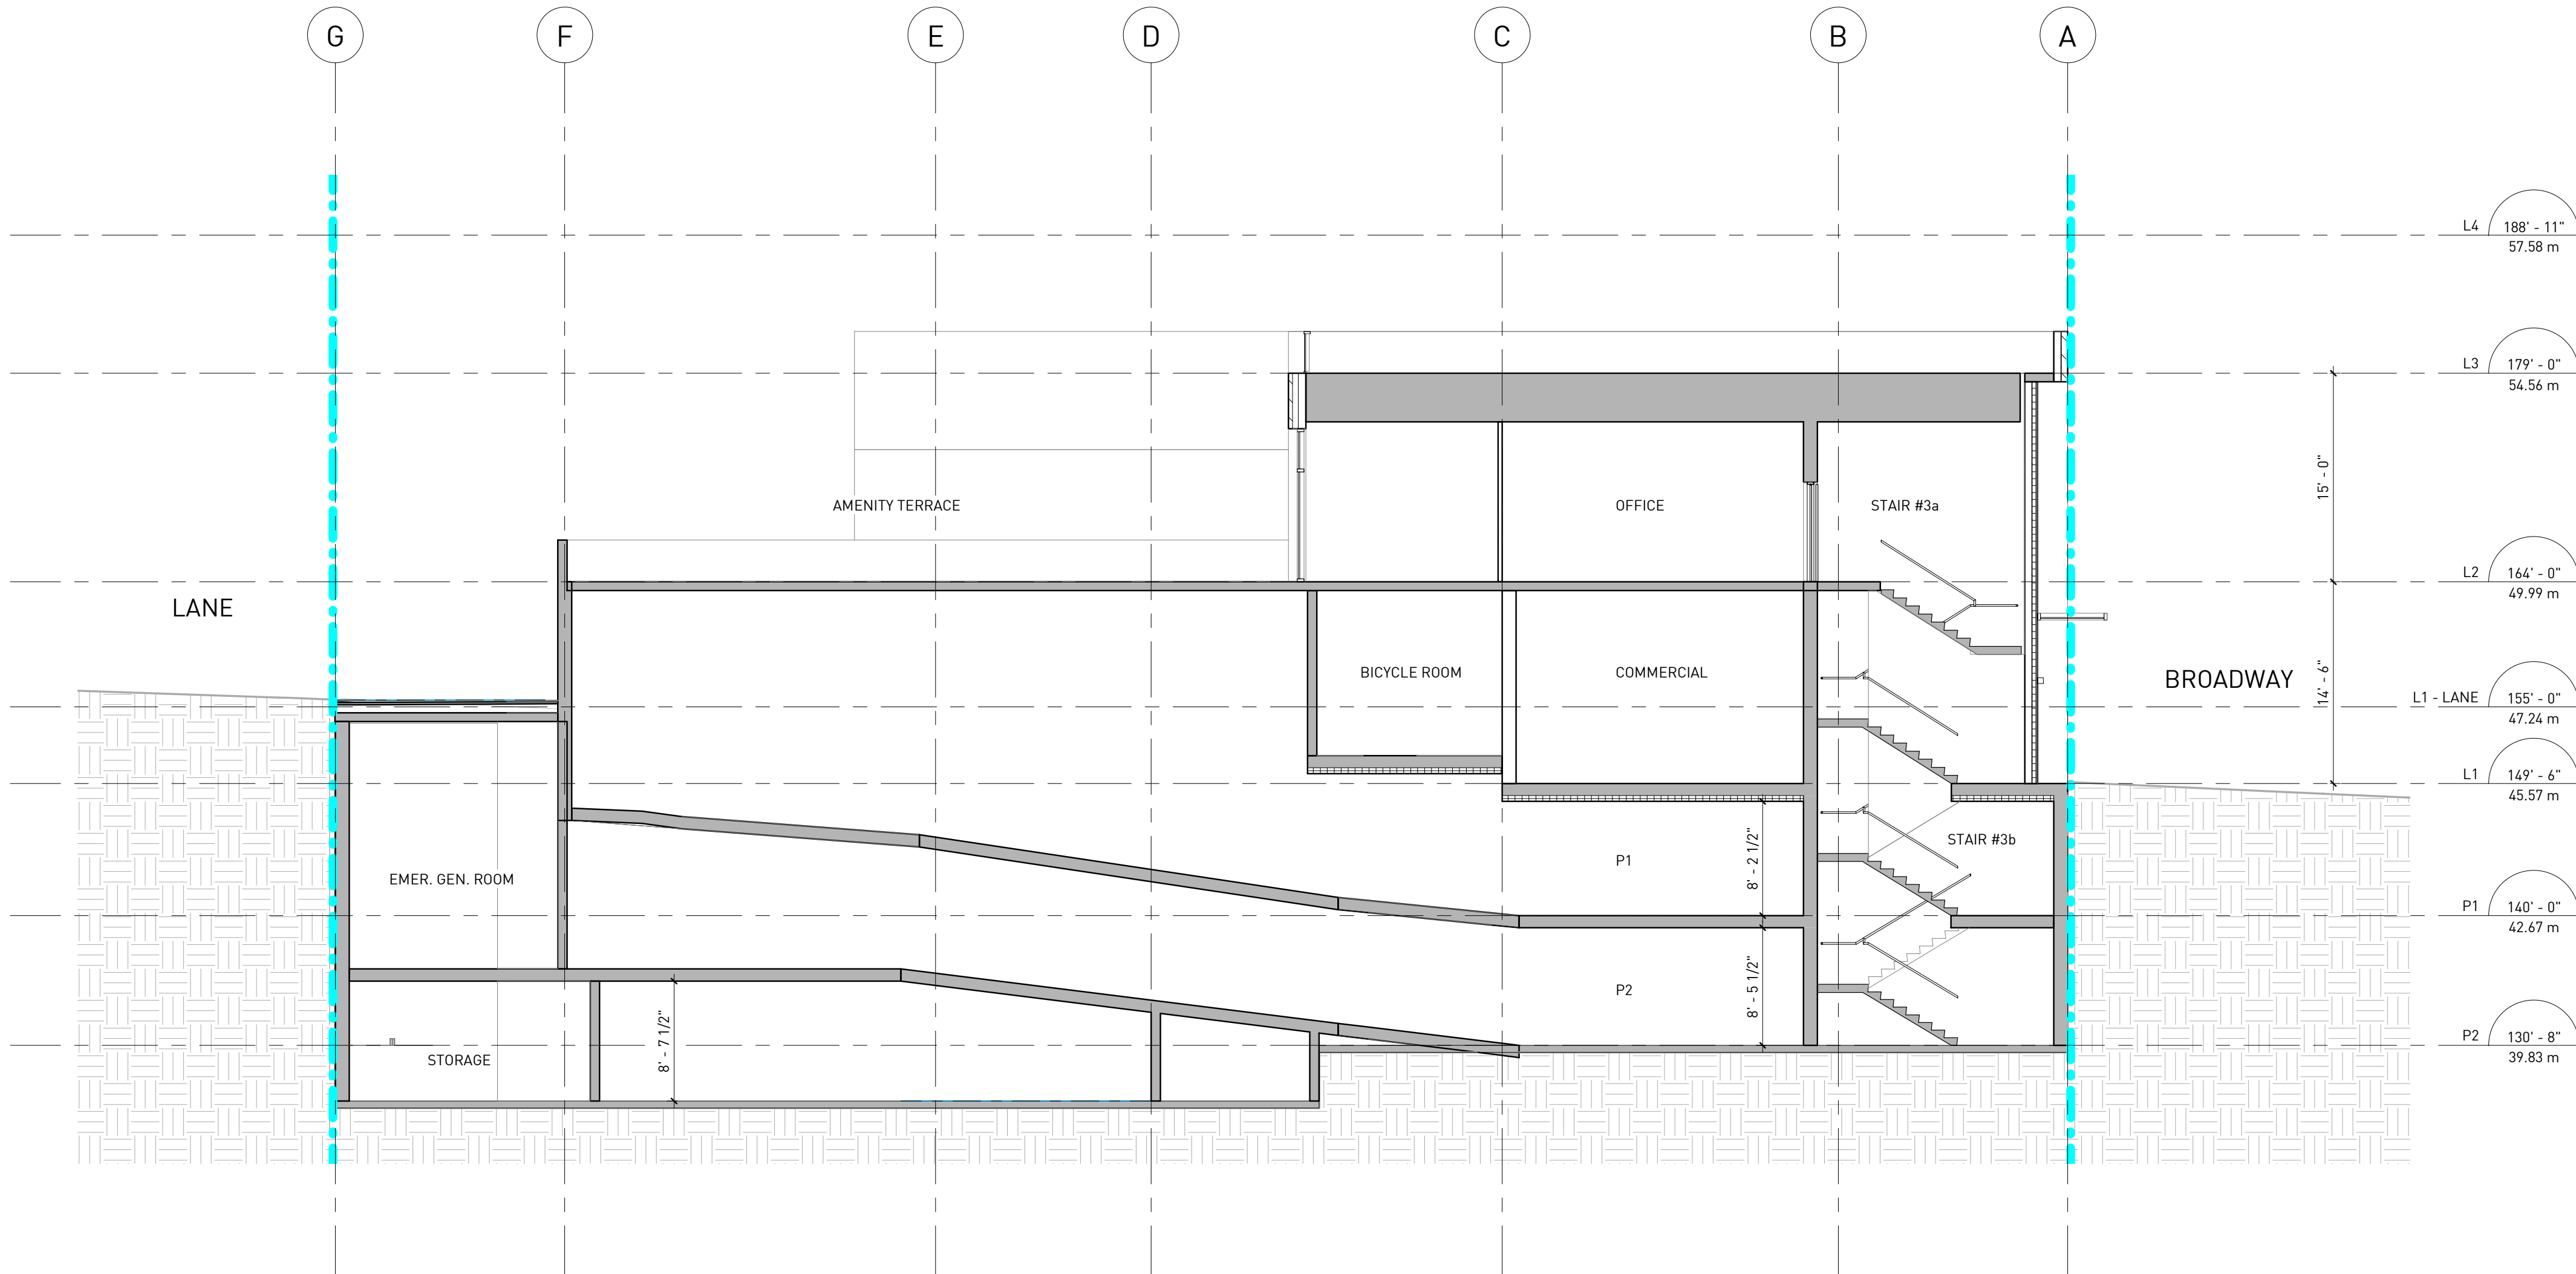 G
F
E
D
C
B
A
L4
188' - 11"
57.58 m
L3
179' - 0"
54.56 m
15' - 0"
AMENITY TERRACE
OFFICE
STAIR #3a
L2
164' - 0"
49.99 m
LANE
BICYCLE ROOM
COMMERCIAL
BROADWAY
14' - 6"
L1 - LANE
155' - 0"
47.24 m
L1
149' - 6"
45.57 m
STAIR #3b
P1
8' - 2 1/2"
EMER. GEN. ROOM
P1
140' - 0"
42.67 m
P2
8' - 5 1/2"
8' - 7 1/2"
STORAGE
P2
130' - 8"
39.83 m